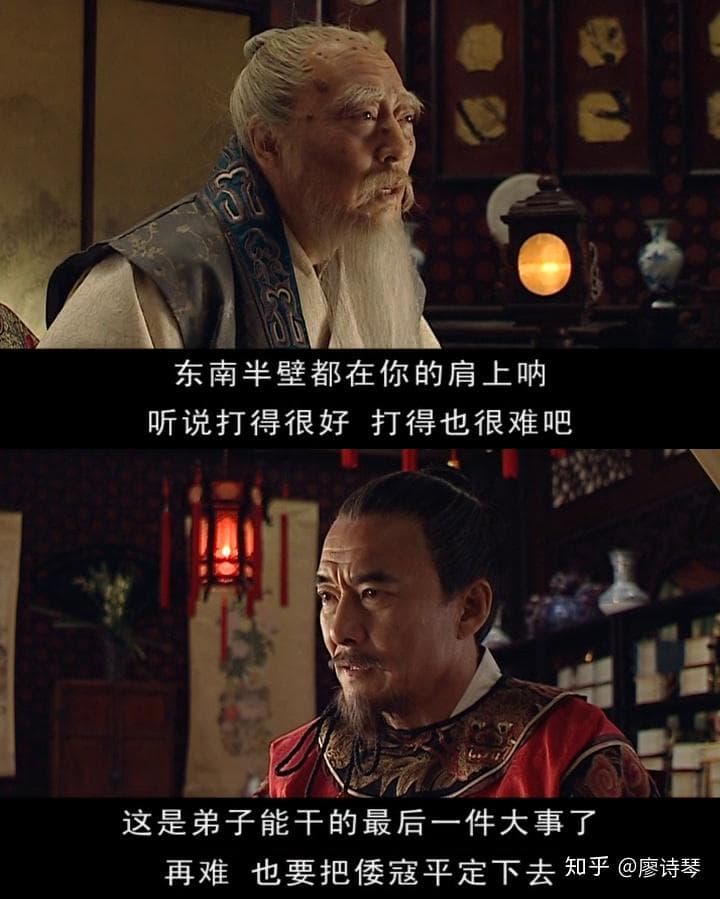 东南半壁都在你的肩上呐
听说打得很好 打得也很难吧
这是弟子能干的最后一件大事了
再难 也要把倭寇平定下去
知乎 @廖诗琴